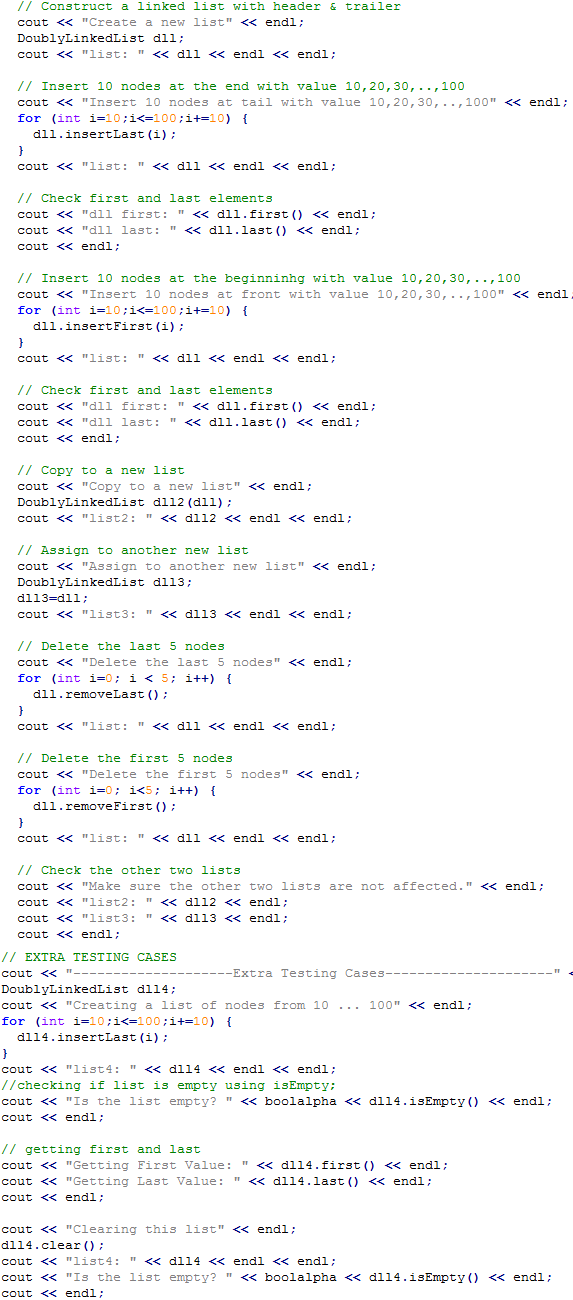 // Construct a linked list with header & trailer
cout << "Create a new list" << endl;
DoublyLinkedList dll;
cout << "list: " << dll << endl << endl;
// Insert 10 nodes at the end with value 10,20,30,..,100
cout << "Insert 10 nodes at tail with value 10,20,30,..,100" << endl;
for (int i=10;i<=100;i+=10) {
dll.insertLast(i);
}
cout << "list: " << dll << endl << endl;
// Check first and last elements
cout << "dll first: " << dll.first() << endl;
cout << "dll last: " << dll.last() << endl;
cout << endl;
// Insert 10 nodes at the beginninhg with value 10,20,30,..,100
cout << "Insert 10 nodes at front with value 10,20,30,..,100" << endl;
for (int i=10;i<=100;i+=10) {
dll.insertFirst(i);
}
cout << "list: " << dll << endl << endl;
// Check first and last elements
cout << "dll first: " << dll.first() << endl;
cout << "dll last: " << dll.last() << endl;
cout << endl;
// Copy to a new list
cout << "Copy to a new list" << endl;
DoublyLinkedList dll2(dll);
cout << "list2: " << dll2 << endl << endl;
// Assign to another new list
cout << "Assign to another new list" << endl;
DoublyLinkedList dll3;
dll3=dll;
cout << "list3: " << dll3 << endl << endl;
// Delete the last 5 nodes
cout << "Delete the last 5 nodes" << endl;
for (int i=0; i < 5; i++) {
dll.removeLast();
}
cout << "list: " << dll << endl << endl;
// Delete the first 5 nodes
cout << "Delete the first 5 nodes" << endl;
for (int i=0; i<5; i++) {
dll.removeFirst();
}
cout << "list: " << dll << endl << endl;
// Check the other two lists
cout << "Make sure the other two lists are not affected." << endl;
cout << "list2: " << dll2 << endl;
cout << "list3: " << dll3 << endl;
cout << endl;
// EXTRA TESTING CASES
cout << "--------------------Extra Testing Cases---------------------" <
DoublyLinkedList dll4;
cout << "Creating a list of nodes from 10 ... 100" << endl;
for (int i=10;i<=100;i+=10) {
dll4.insertLast(i);
}
cout << "list4: " << dll4 << endl << endl;
//checking if list is empty using isEmpty;
cout << "Is the list empty? " << boolalpha << dll4.isEmpty() << endl;
cout << endl;
// getting first and last
cout << "Getting First Value: " << dll4.first() << endl;
cout << "Getting Last Value: " << dll4.last() << endl;
cout << endl;
cout << "Clearing this list" << endl;
dll4.clear();
cout << "list4: " << dll4 << endl << endl;
cout << "Is the list empty? " << boolalpha << dll4.isEmpty() << endl;
cout << endl;